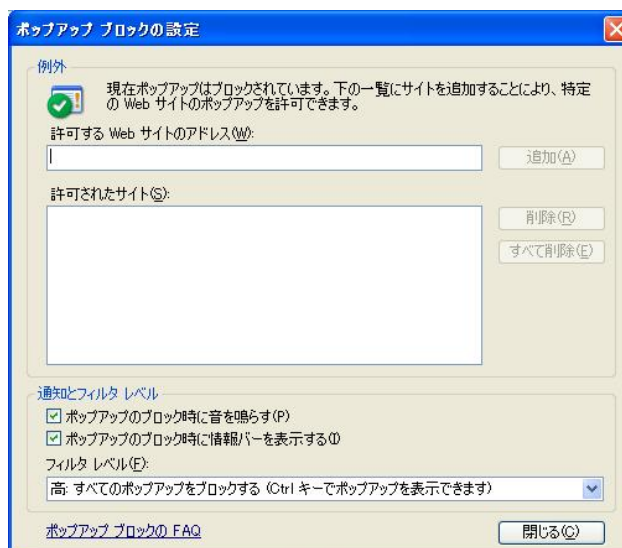 ポップアップ ブロックの設定
例外
現在ポップアップはブロックされています。下の一覧にサイトを追加することにより、特定
の Web サイトのポップアップを許可できます。
許可する Web サイトのアドレス(W):
追加(A)
許可されたサイト(S):
削除(R)
すべて削除(E)
通知とフィルタ レベル
ポップアップのブロック時に音を鳴らす(P)
ポップアップのブロック時に情報バーを表示する(I)
フィルタ レベル(F):
高: すべてのポップアップをブロックする (Ctrl キーでポップアップを表示できます)
ポップアップ ブロックの FAQ
閉じる(C)